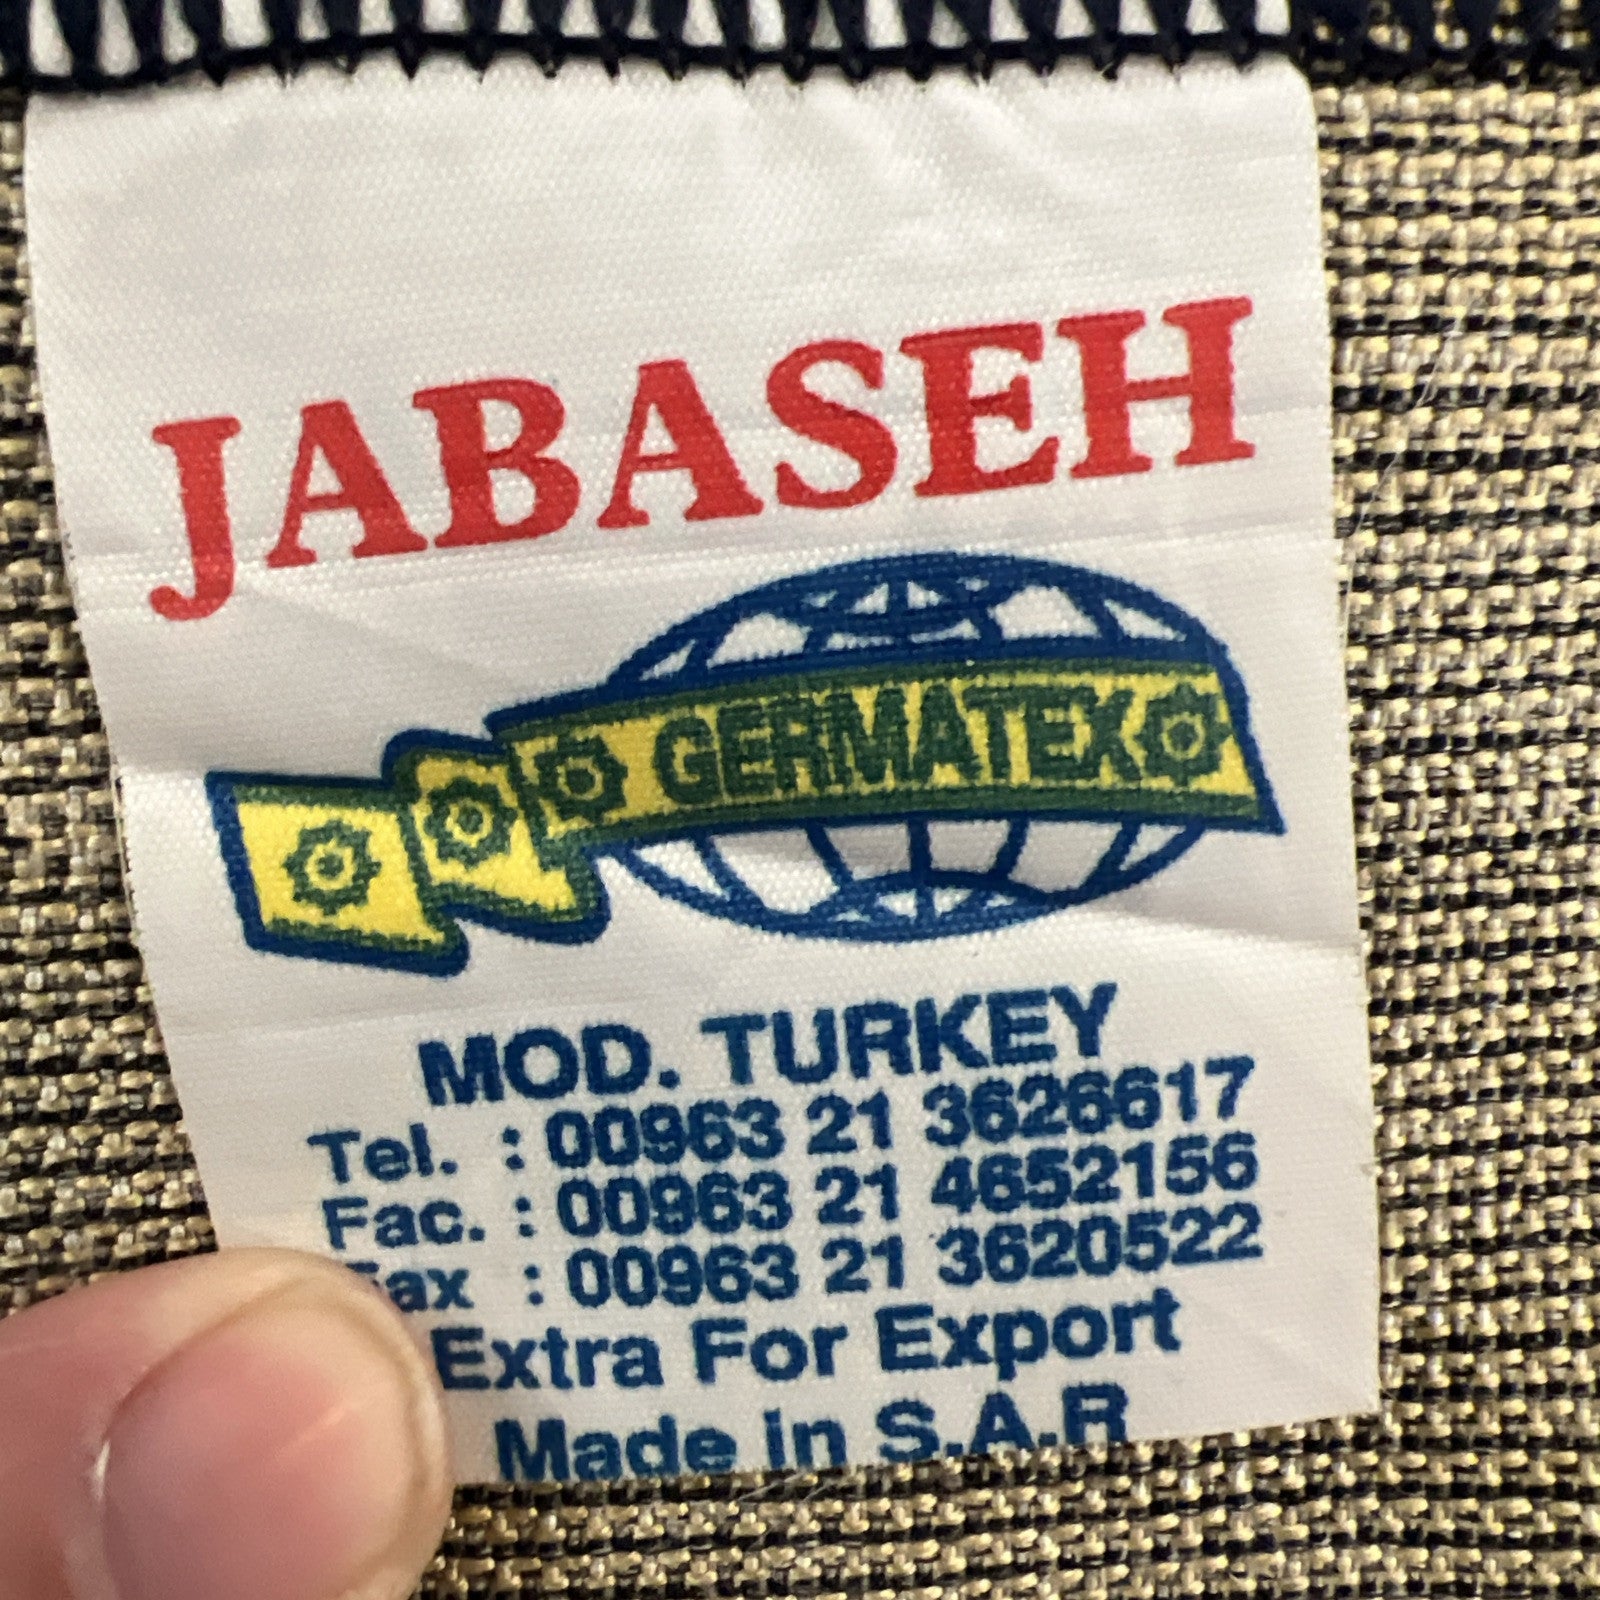 JABASEH
GERMATEX
MOD. TURKEY
Tel. : 00963 21 3626617
Fac. : 00963 21 4652156
Fax : 00963 21 3620522
Extra For Export
Made in S.A.R